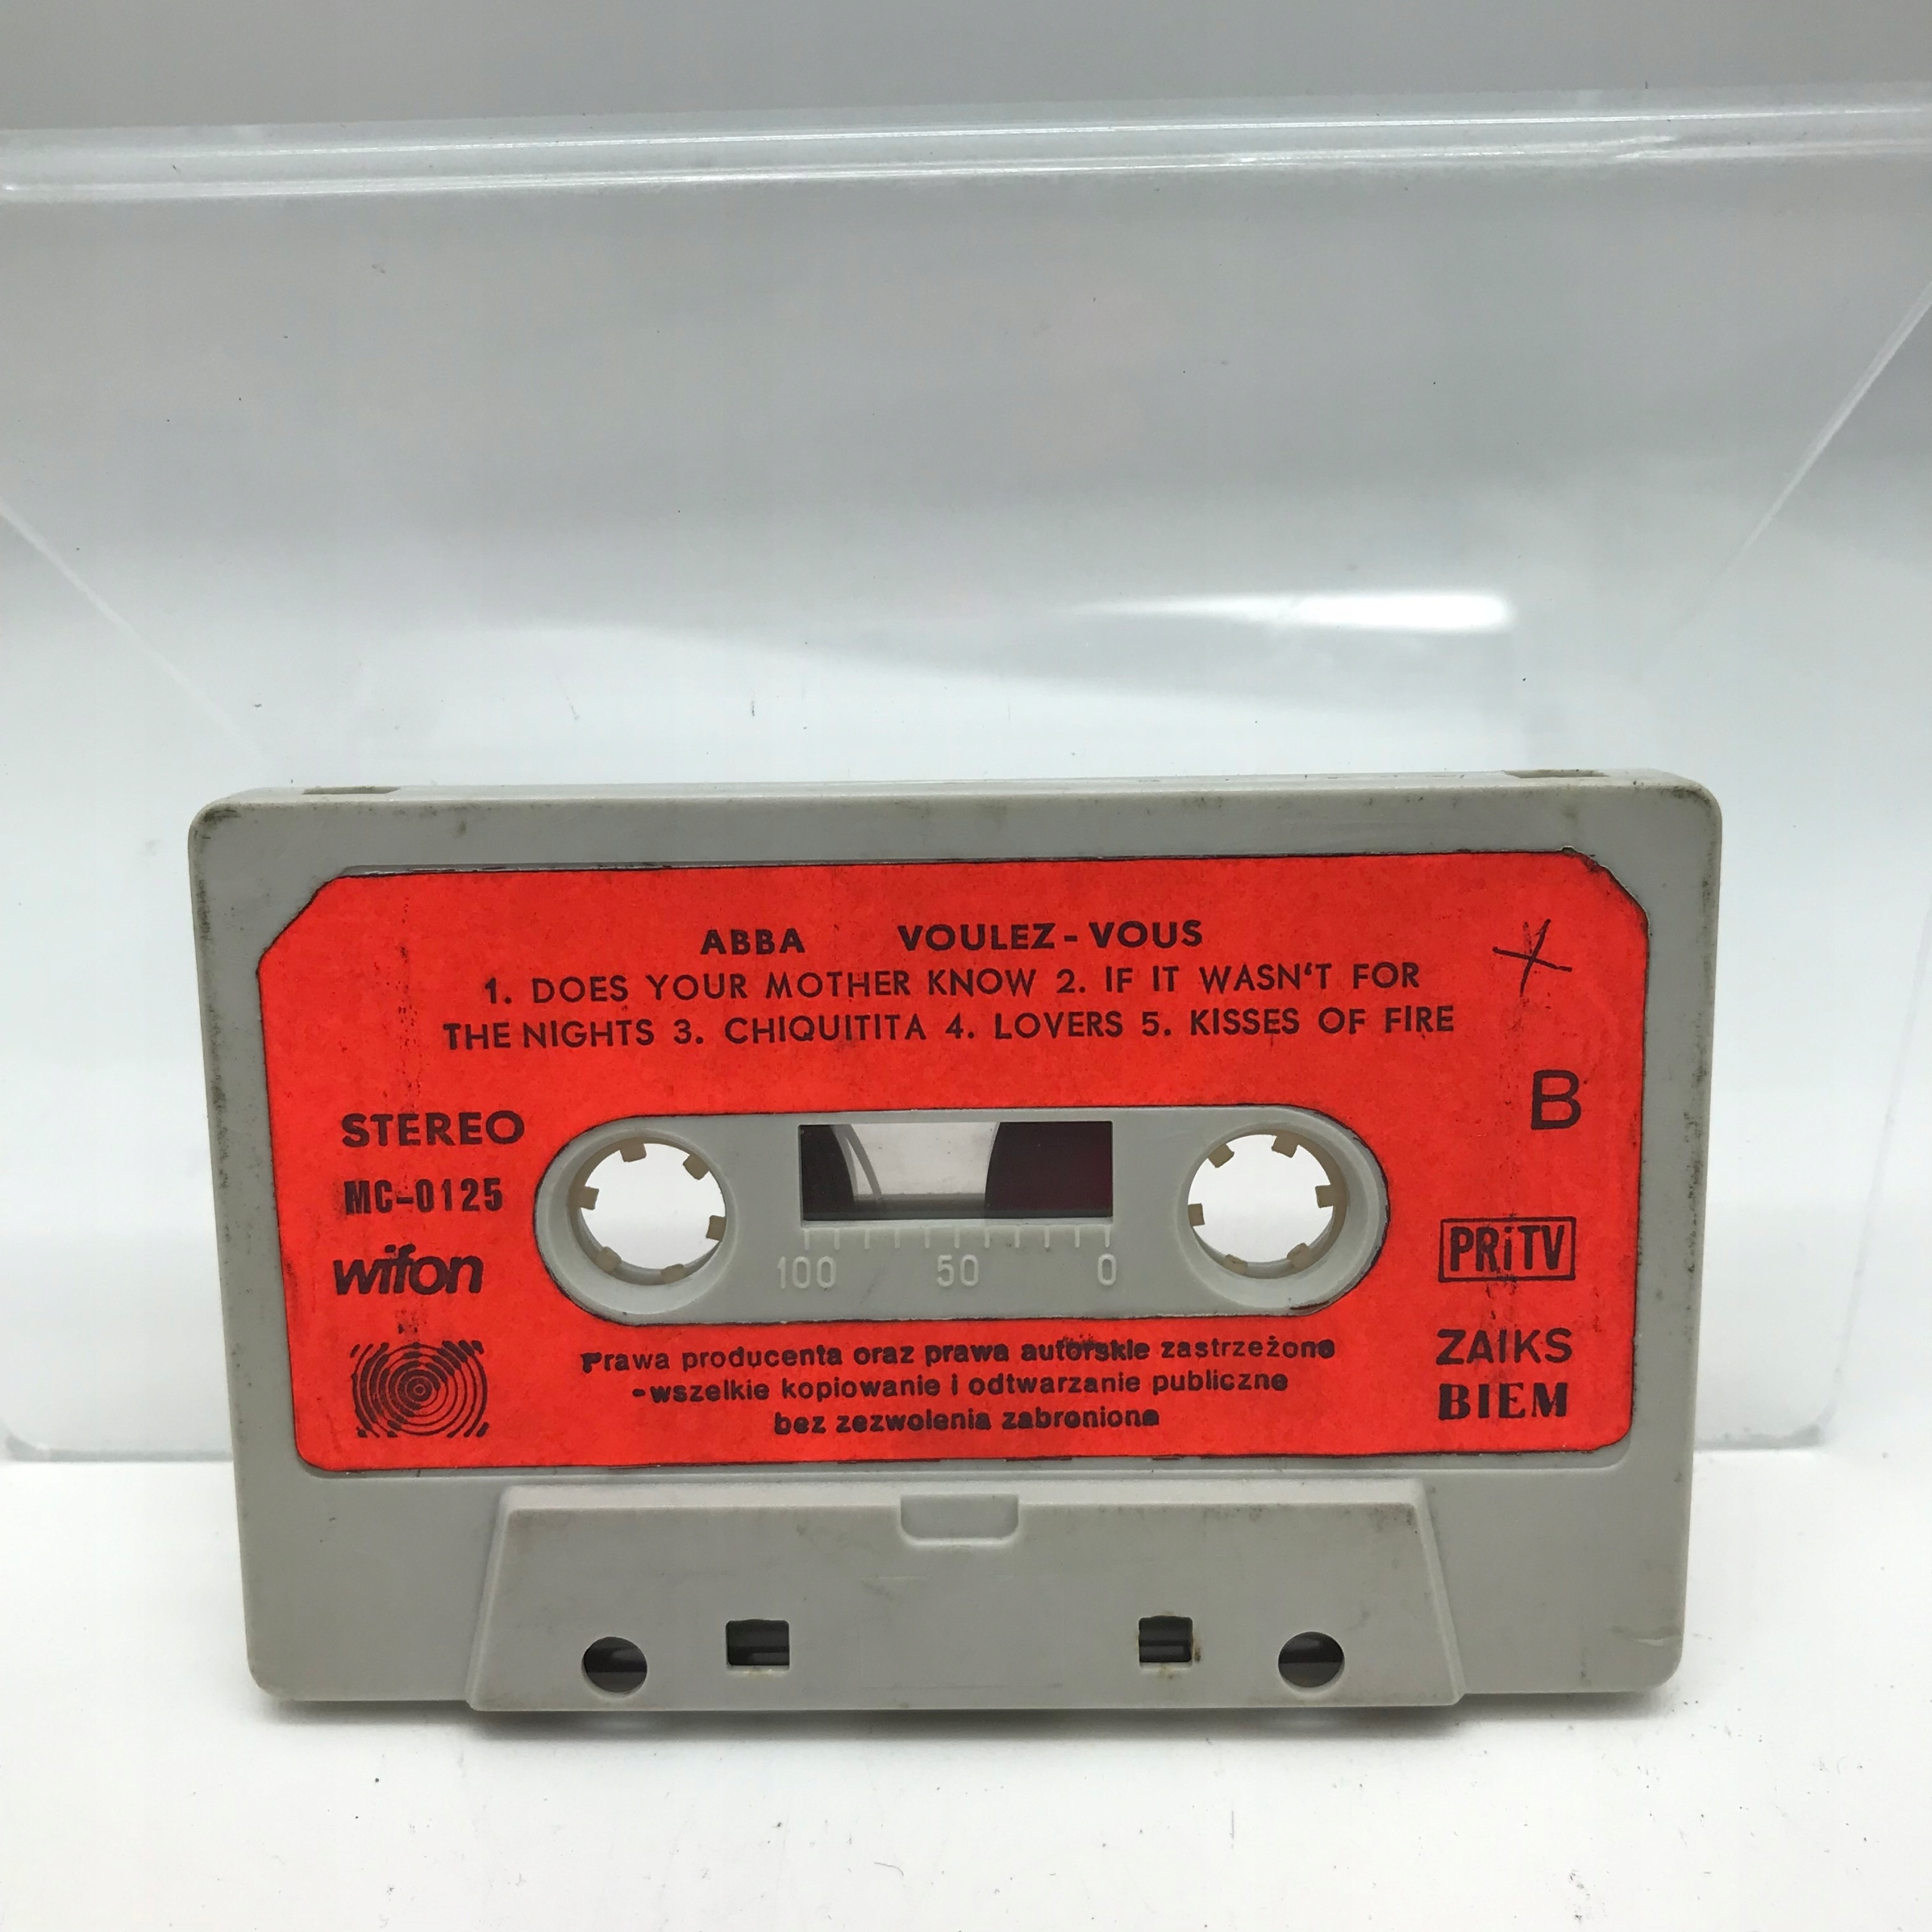 ABBA VOULEZ-VOUS
1. DOES YOUR MOTHER KNOW 2. IF IT WASN'T FOR
THE NIGHTS 3. CHIQUITITA 4. LOVERS 5. KISSES OF FIRE
B
STEREO
MC-0125
wifon
100 50 0
PRiTV
ZAIKS
BIEM
Prawa producenta oraz prawa autorskie zastrzeżone
-wszelkie kopiowanie i odtwarzanie publiczne
bez zezwolenia zabronione